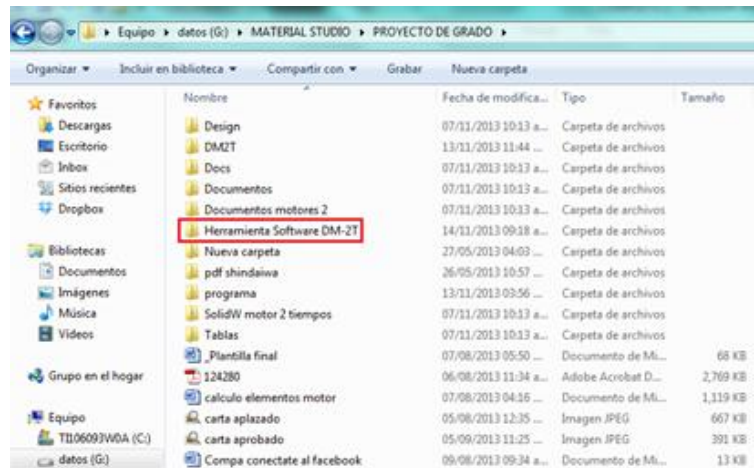 Equipo ▸ datos (G:) ▸ MATERIAL STUDIO ▸ PROYECTO DE GRADO ▸
Organizar Incluir en biblioteca Compartir con Grabar Nueva carpeta
Favoritos
Descargas
Escritorio
Inbox
Sitios recientes
Dropbox
Bibliotecas
Documentos
Imágenes
Música
Vídeos
Grupo en el hogar
Equipo
TI106093W0A (C:)
datos (G:)
Nombre Fecha de modifica... Tipo Tamaño
Design 07/11/2013 10:13 a... Carpeta de archivos
DM2T 13/11/2013 11:44 ... Carpeta de archivos
Docs 07/11/2013 10:13 a... Carpeta de archivos
Documentos 07/11/2013 10:13 a... Carpeta de archivos
Documentos motores 2 07/11/2013 10:13 a... Carpeta de archivos
Herramienta Software DM-2T 14/11/2013 09:18 a... Carpeta de archivos
Nueva carpeta 27/05/2013 04:03 ... Carpeta de archivos
pdf shindaiwa 26/05/2013 10:57 ... Carpeta de archivos
programa 13/11/2013 03:56 ... Carpeta de archivos
SolidW motor 2 tiempos 07/11/2013 10:13 a... Carpeta de archivos
Tablas 07/11/2013 10:13 a... Carpeta de archivos
_Plantilla final 07/08/2013 05:50 ... Documento de Mi... 68 KB
124280 06/08/2013 11:34 a... Adobe Acrobat D... 2,769 KB
calculo elementos motor 07/08/2013 04:16 ... Documento de Mi... 1,119 KB
carta aplazado 05/08/2013 12:35 ... Imagen JPEG 667 KB
carta aprobado 05/09/2013 11:25 ... Imagen JPEG 391 KB
Compa conectate al facebook 09/08/2013 09:34 a... Documento de Mi... 13 KB